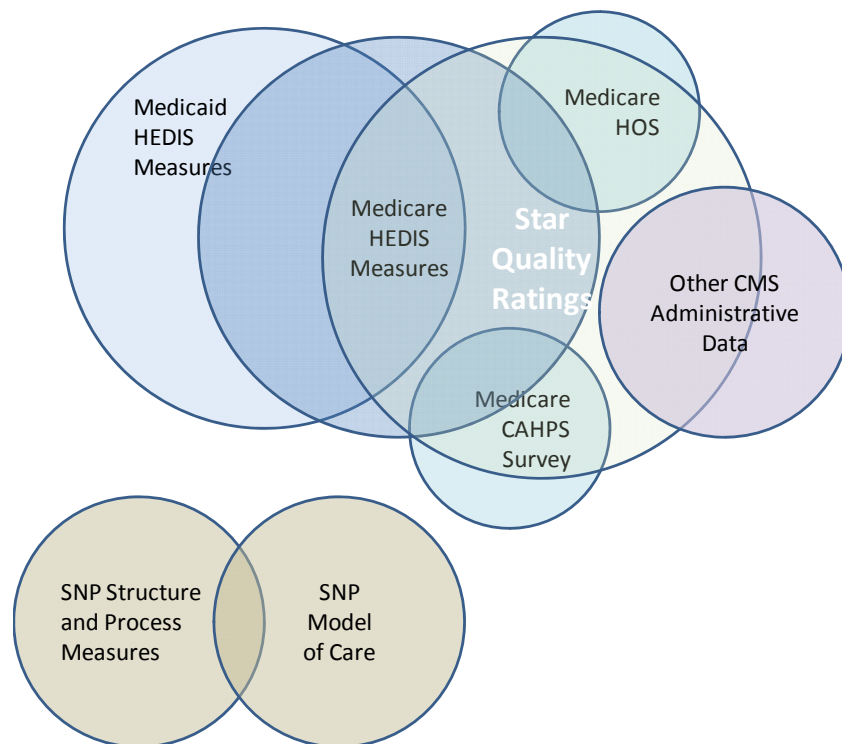 Medicaid
HEDIS
Measures
Medicare
HEDIS
Measures
Star
Quality
Ratings
Medicare
HOS
Other CMS
Administrative
Data
Medicare
CAHPS
Survey
SNP Structure
and Process
Measures
SNP
Model
of Care